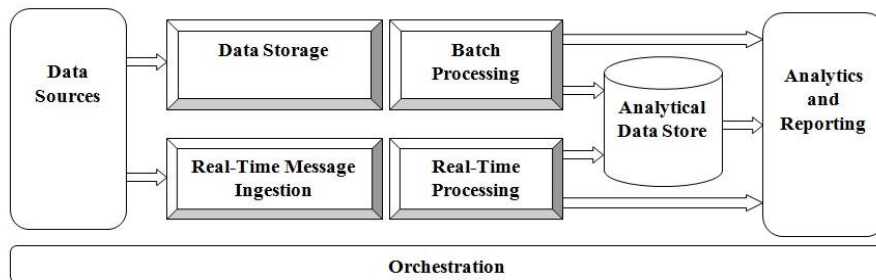 Data
Sources
Data Storage
Batch
Processing
Real-Time Message
Ingestion
Real-Time
Processing
Analytical
Data Store
Analytics
and
Reporting
Orchestration